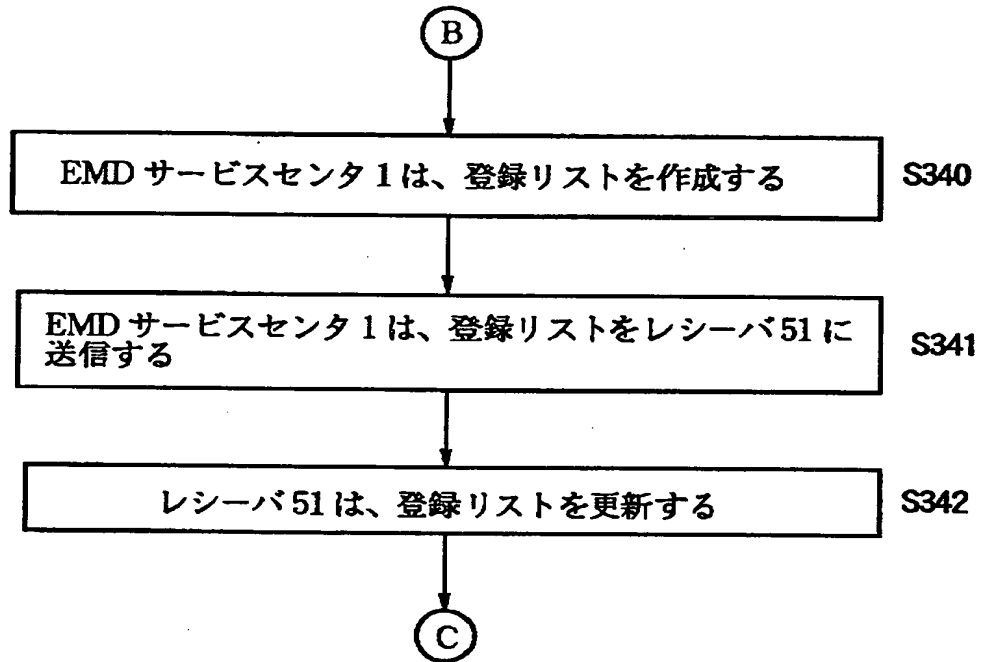 B
EMD サービスセンタ 1 は、登録リストを作成する
S340
EMD サービスセンタ 1 は、登録リストをレシーバ 51 に
送信する
S341
レシーバ 51 は、登録リストを更新する
S342
C